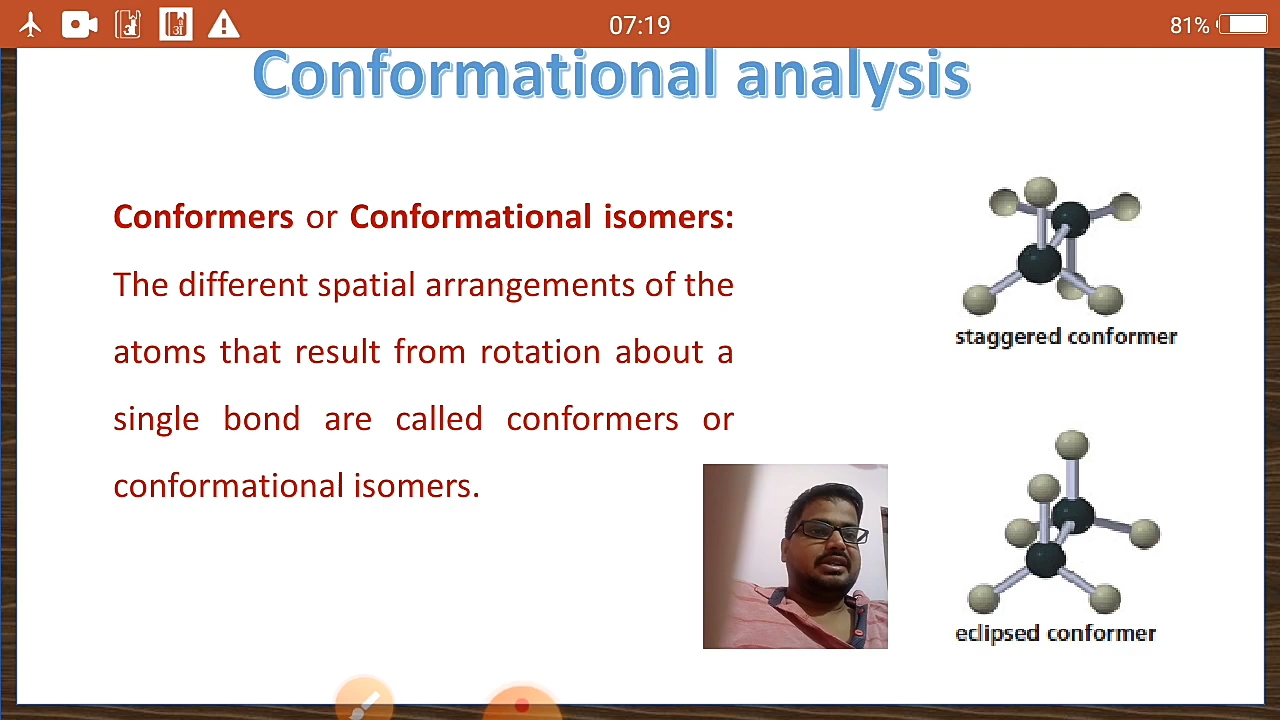 07:19
81%
Conformational analysis
Conformers or Conformational isomers:
The different spatial arrangements of the
atoms that result from rotation about a
single bond are called conformers or
conformational isomers.
staggered conformer
eclipsed conformer